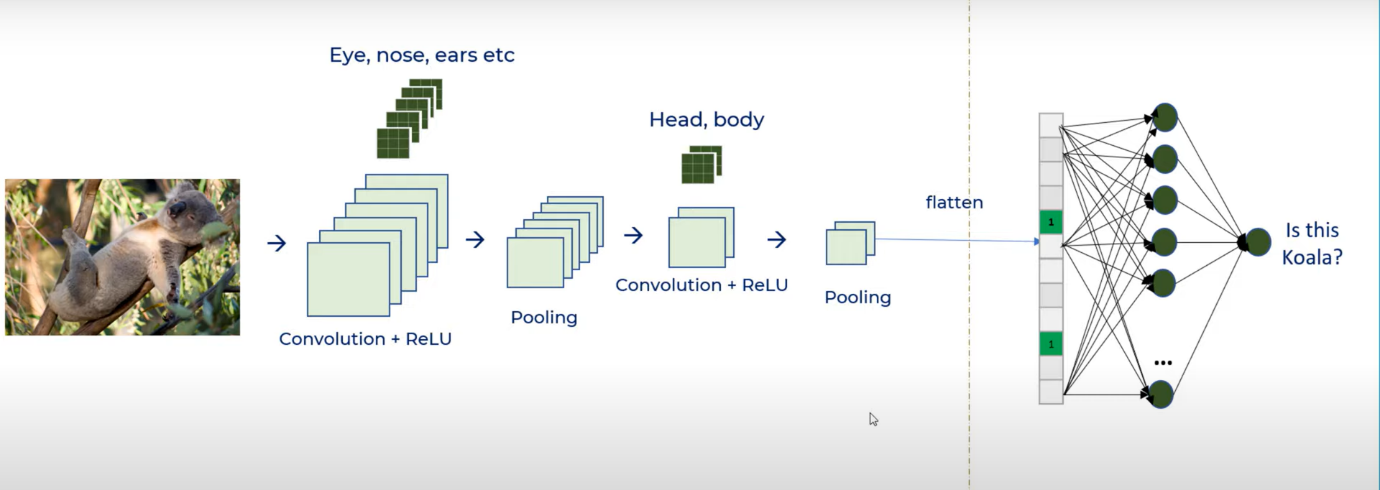 Eye, nose, ears etc
Head, body
flatten
1
Is this
Koala?
Convolution + ReLU
Pooling
Convolution + ReLU
Pooling
1
...